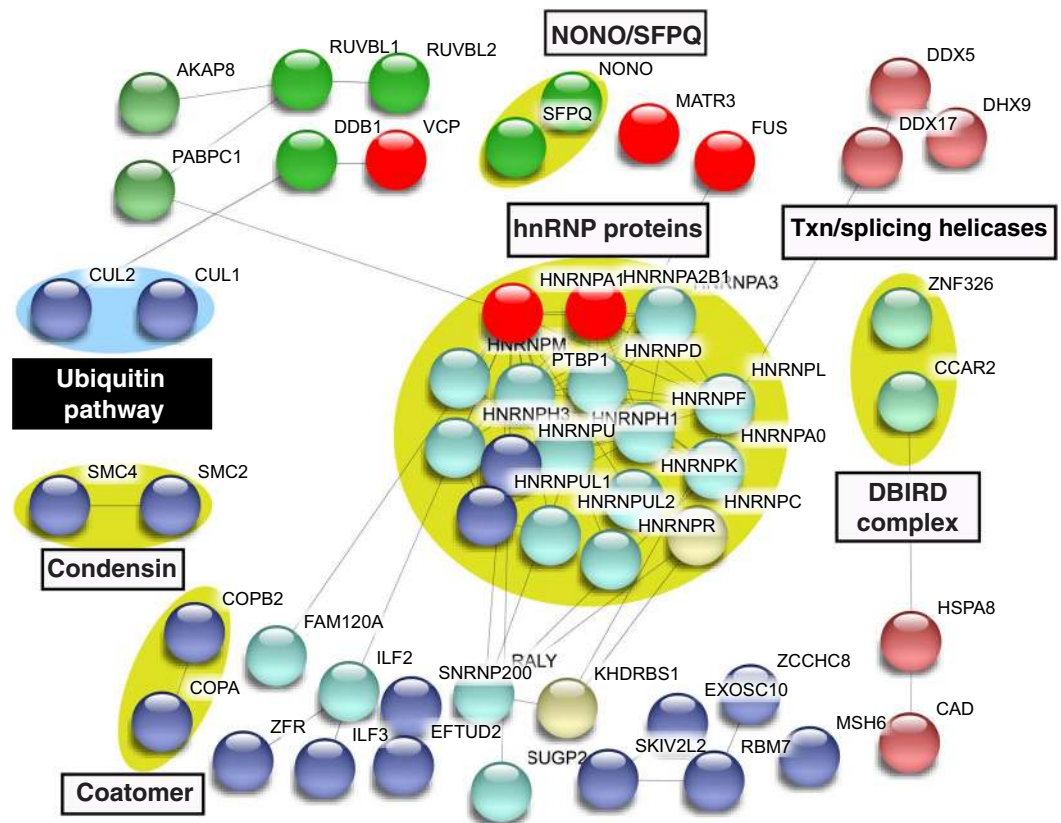 NONO/SFPQ
RUVBL1
RUVBL2
AKAP8
NONO
DDX5
SFPQ
MATR3
DHX9
DDB1
VCP
FUS
DDX17
PABPC1
hnRNP proteins
Txn/splicing helicases
CUL2
CUL1
HNRNPA1
HNRNPA2B1
HNRNPA3
ZNF326
Ubiquitin
pathway
HNRNPM
PTBP1
HNRNPD
HNRNPL
CCAR2
HNRNPF
HNRNPH3
HNRNPH1
HNRNPU
HNRNPA0
SMC4
SMC2
HNRNPK
HNRNPUL1
HNRNPUL2
HNRNPC
DBIRD
complex
HNRNPR
Condensin
COPB2
FAM120A
HSPA8
ILF2
RALY
SNRNP200
KHDRBS1
ZCCHC8
COPA
EXOSC10
ZFR
ILF3
EFTUD2
SUGP2
SKIV2L2
RBM7
MSH6
CAD
Coatomer